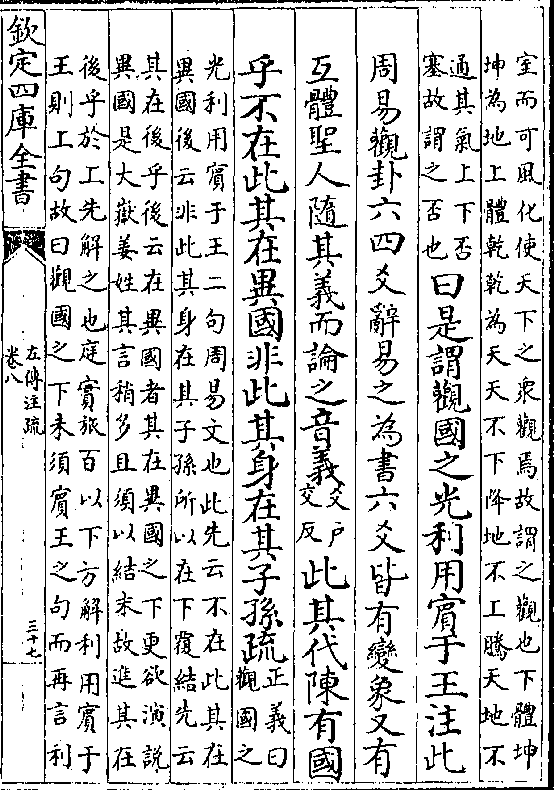 室而可風化使天下之衆觀焉故謂之觀也下體坤
坤為地上體乾乾為天天不下降地不工騰天地不
通其氣上下否
塞故謂之否也
曰是謂觀國之光利用賓于王注此
周易觀卦六四爻辭易之為書六爻皆有變象又有
互體聖人隨其義而論之音義
爻戶
交反
此其代陳有國
乎不在此其在異國非此其身在其子孫疏
正義曰
觀國之
光利用賓于王二句周易文也此先云不在此其在
異國後云非此其身在其子孫所以在下覆結先云
其在後乎後云在異國者其在異國之下更欲演說
異國是大嶽姜姓其言稍多且須以結末故進其在
後乎於工先解之也庭實旅百以下方解利用賓于
王則工句故曰觀國之下未須賓王之句而再言利
欽定四庫全書
左傳注疏
卷八
三十七